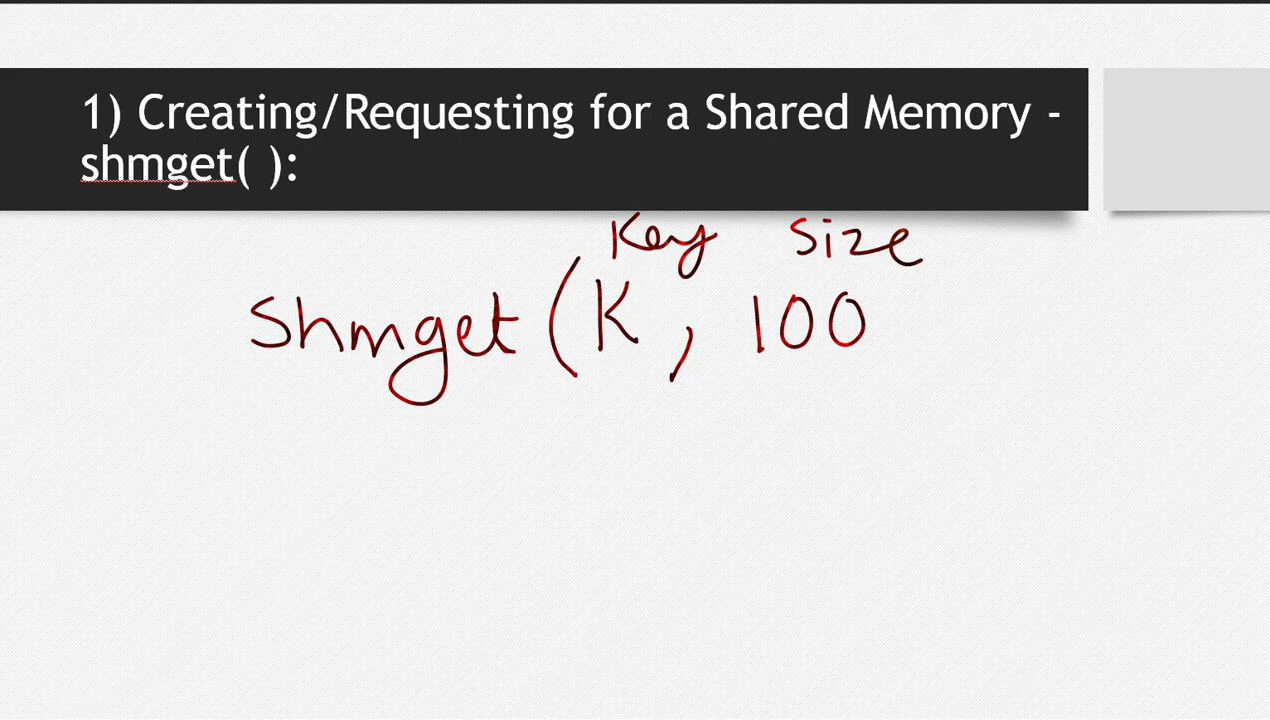 1) Creating/Requesting for a Shared Memory -
shmget( ):
Key Size
Shmget (K , 100